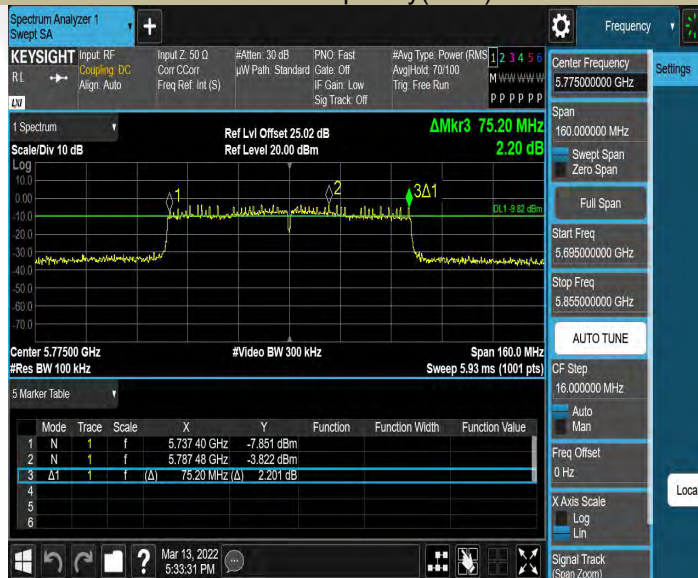 Spectrum Analyzer 1
Swept SA
+
Frequency
KEYSIGHT
RL
LXI
Input: RF
Coupling: DC
Align: Auto
Input Z: 50 Ω
Corr CCorr
Freq Ref: Int (S)
#Atten: 30 dB
µW Path: Standard
PNO: Fast
Gate: Off
IF Gain: Low
Sig Track: Off
#Avg Type: Power (RMS
Avg|Hold: 70/100
Trig: Free Run
1 2 3 4 5 6
M W W W W W
P P P P P P
Center Frequency
5.775000000 GHz
Settings
1 Spectrum
Scale/Div 10 dB
Ref Lvl Offset 25.02 dB
Ref Level 20.00 dBm
ΔMkr3 75.20 MHz
2.20 dB
Log
10.0
0.00
-10.0
-20.0
-30.0
-40.0
-50.0
-60.0
-70.0
1
2
3Δ1
DL1 -9.82 dBm
Center 5.77500 GHz
#Res BW 100 kHz
#Video BW 300 kHz
Span 160.0 MHz
Sweep 5.93 ms (1001 pts)
Span
160.000000 MHz
Swept Span
Zero Span
Full Span
Start Freq
5.695000000 GHz
Stop Freq
5.855000000 GHz
AUTO TUNE
CF Step
16.000000 MHz
Auto
Man
Freq Offset
0 Hz
X Axis Scale
Log
Lin
Signal Track
(Span Zoom)
Loca
5 Marker Table
Mode Trace Scale X Y Function Function Width Function Value
1 N 1 f 5.737 40 GHz -7.851 dBm
2 N 1 f 5.787 48 GHz -3.822 dBm
3 Δ1 1 f (Δ) 75.20 MHz (Δ) 2.201 dB
4
5
6
?
Mar 13, 2022
5:33:31 PM